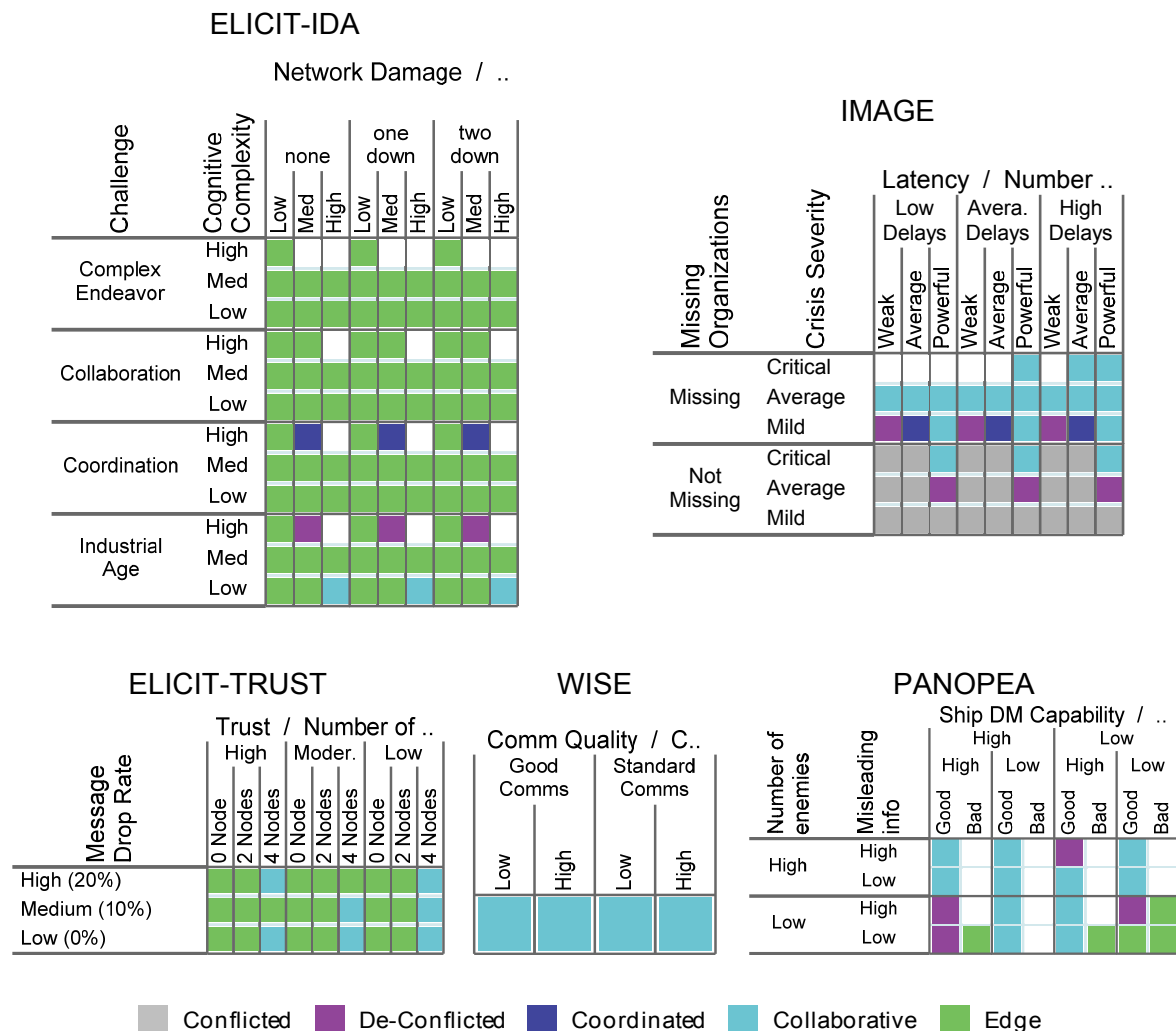 ELICIT-IDA
Network Damage / ..
Challenge
Cognitive
Complexity
none
one
down
two
down
Low
Med
High
Low
Med
High
Low
Med
High
Complex
Endeavor
High
Med
Low
Collaboration
High
Med
Low
Coordination
High
Med
Low
Industrial
Age
High
Med
Low
IMAGE
Latency / Number ..
Missing
Organizations
Crisis Severity
Low
Delays
Avera.
Delays
High
Delays
Weak
Average
Powerful
Weak
Average
Powerful
Weak
Average
Powerful
Missing
Critical
Average
Mild
Not
Missing
Critical
Average
Mild
ELICIT-TRUST
Trust / Number of ..
Message
Drop Rate
High
Moder.
Low
0 Node
2 Nodes
4 Nodes
0 Node
2 Nodes
4 Nodes
0 Node
2 Nodes
4 Nodes
High (20%)
Medium (10%)
Low (0%)
WISE
Comm Quality / C..
Good
Comms
Standard
Comms
Low
High
Low
High
PANOPEA
Ship DM Capability / ..
Number of
enemies
Misleading
info
High
Low
High
Low
High
Low
Good
Bad
Good
Bad
Good
Bad
Good
Bad
High
High
Low
Low
High
Low
Conflicted
De-Conflicted
Coordinated
Collaborative
Edge